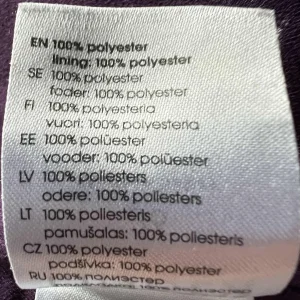 EN 100% polyester
lining: 100% polyester
SE 100% polyester
foder: 100% polyester
FI 100% polyesteria
vuori: 100% polyesteria
EE 100% polüester
vooder: 100% polüester
LV 100% poliesters
odere: 100% poliesters
LT 100% poliesteris
pamušalas: 100% poliesteris
CZ 100% polyester
podšívka: 100% polyester
RU 100% полиэстер